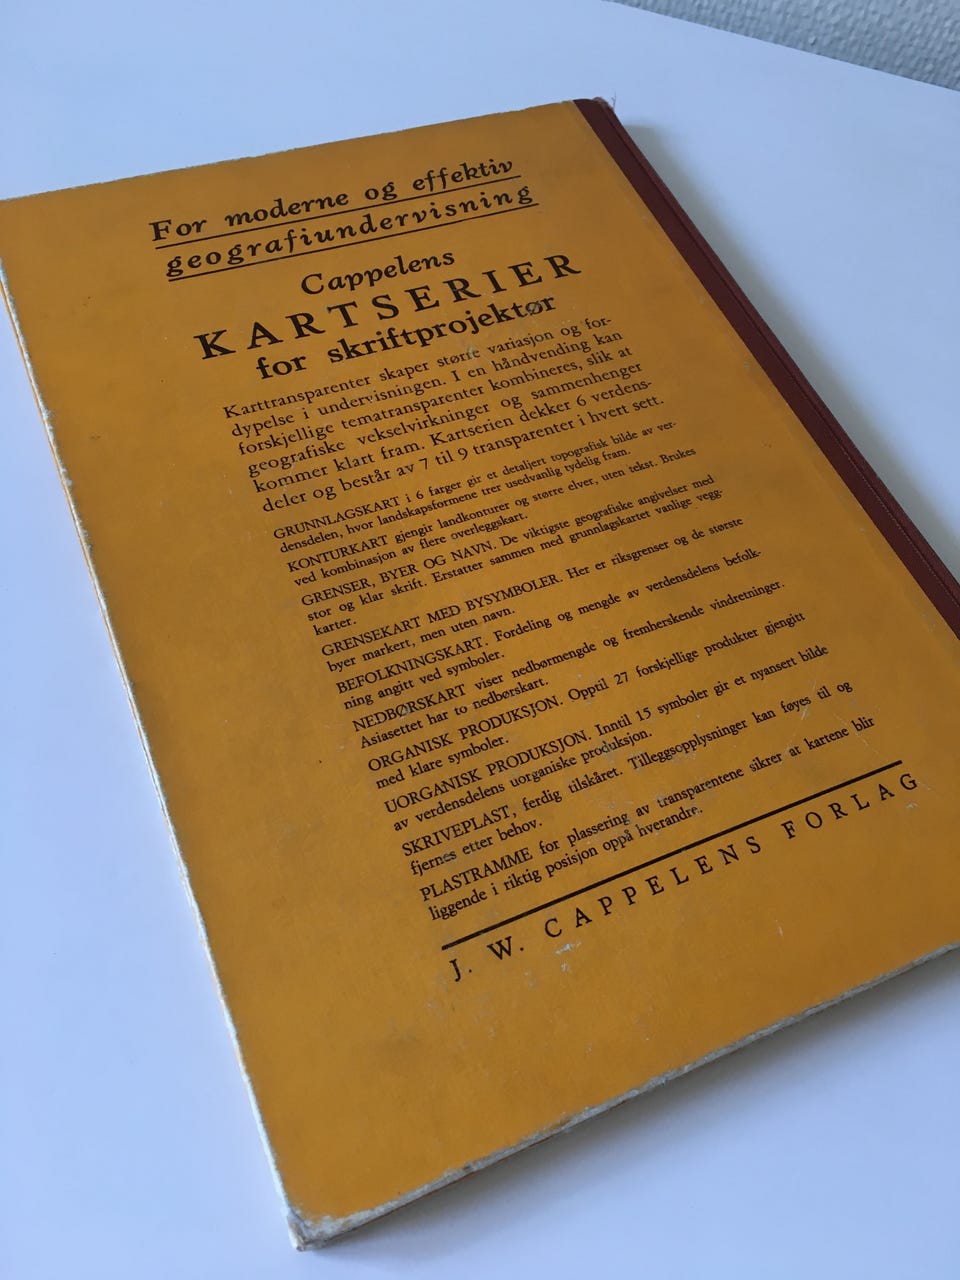 For moderne og effektiv
geografiundervisning
Cappelens
KARTSERIER
for skriftprojektør
Karttransparenter skaper større variasjon og for-
dypelse i undervisningen. I en håndvending kan
forskjellige tematransparenter kombineres, slik at
geografiske vekselvirkninger og sammenhenger
kommer klart fram. Kartserien dekker 6 verdens-
deler og består av 7 til 9 transparenter i hvert sett.
GRUNNLAGSKART i 6 farger gir et detaljert topografisk bilde av ver-
densdelen, hvor landskapsformene trer usedvanlig tydelig fram.
KONTURKART gjengir landkonturer og større elver, uten tekst. Brukes
ved kombinasjon av flere overleggskart.
GRENSER, BYER OG NAVN. De viktigste geografiske angivelser med
stor og klar skrift. Erstatter sammen med grunnlagskartet vanlige vegg-
karter.
GRENSEKART MED BYSYMBOLER. Her er riksgrenser og de største
byer markert, men uten navn.
BEFOLKNINGSKART. Fordeling og mengde av verdensdelens befolk-
ning angitt ved symboler.
NEDBØRSKART viser nedbørmengde og fremherskende vindretninger.
Asiasettet har to nedbørskart.
ORGANISK PRODUKSJON. Opptil 27 forskjellige produkter gjengitt
med klare symboler.
UORGANISK PRODUKSJON. Inntil 15 symboler gir et nyansert bilde
av verdensdelens uorganiske produksjon.
SKRIVEPLAST, ferdig tilskåret. Tilleggsopplysninger kan føyes til og
fjernes etter behov.
PLASTRAMME for plassering av transparentene sikrer at kartene blir
liggende i riktig posisjon oppå hverandre.
J. W. CAPPELENS FORLAG